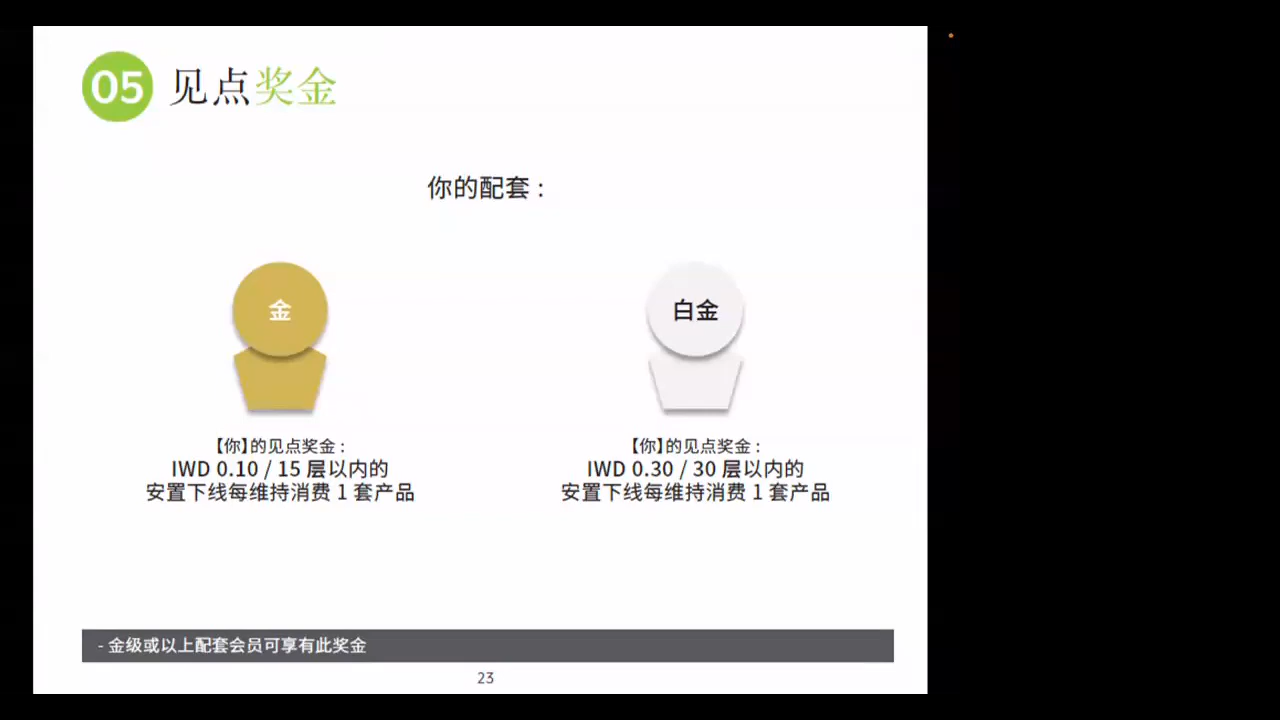 05 见点奖金
你的配套 :
金
白金
【你】的见点奖金 :
IWD 0.10 / 15 层以内的
安置下线每维持消费 1 套产品
【你】的见点奖金 :
IWD 0.30 / 30 层以内的
安置下线每维持消费 1 套产品
- 金级或以上配套会员可享有此奖金
23